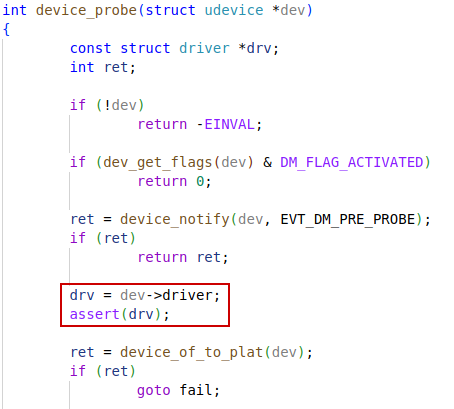 int device_probe(struct udevice *dev)
{
const struct driver *drv;
int ret;
if (!dev)
return -EINVAL;
if (dev_get_flags(dev) & DM_FLAG_ACTIVATED)
return 0;
ret = device_notify(dev, EVT_DM_PRE_PROBE);
if (ret)
return ret;
drv = dev->driver;
assert(drv);
ret = device_of_to_plat(dev);
if (ret)
goto fail;